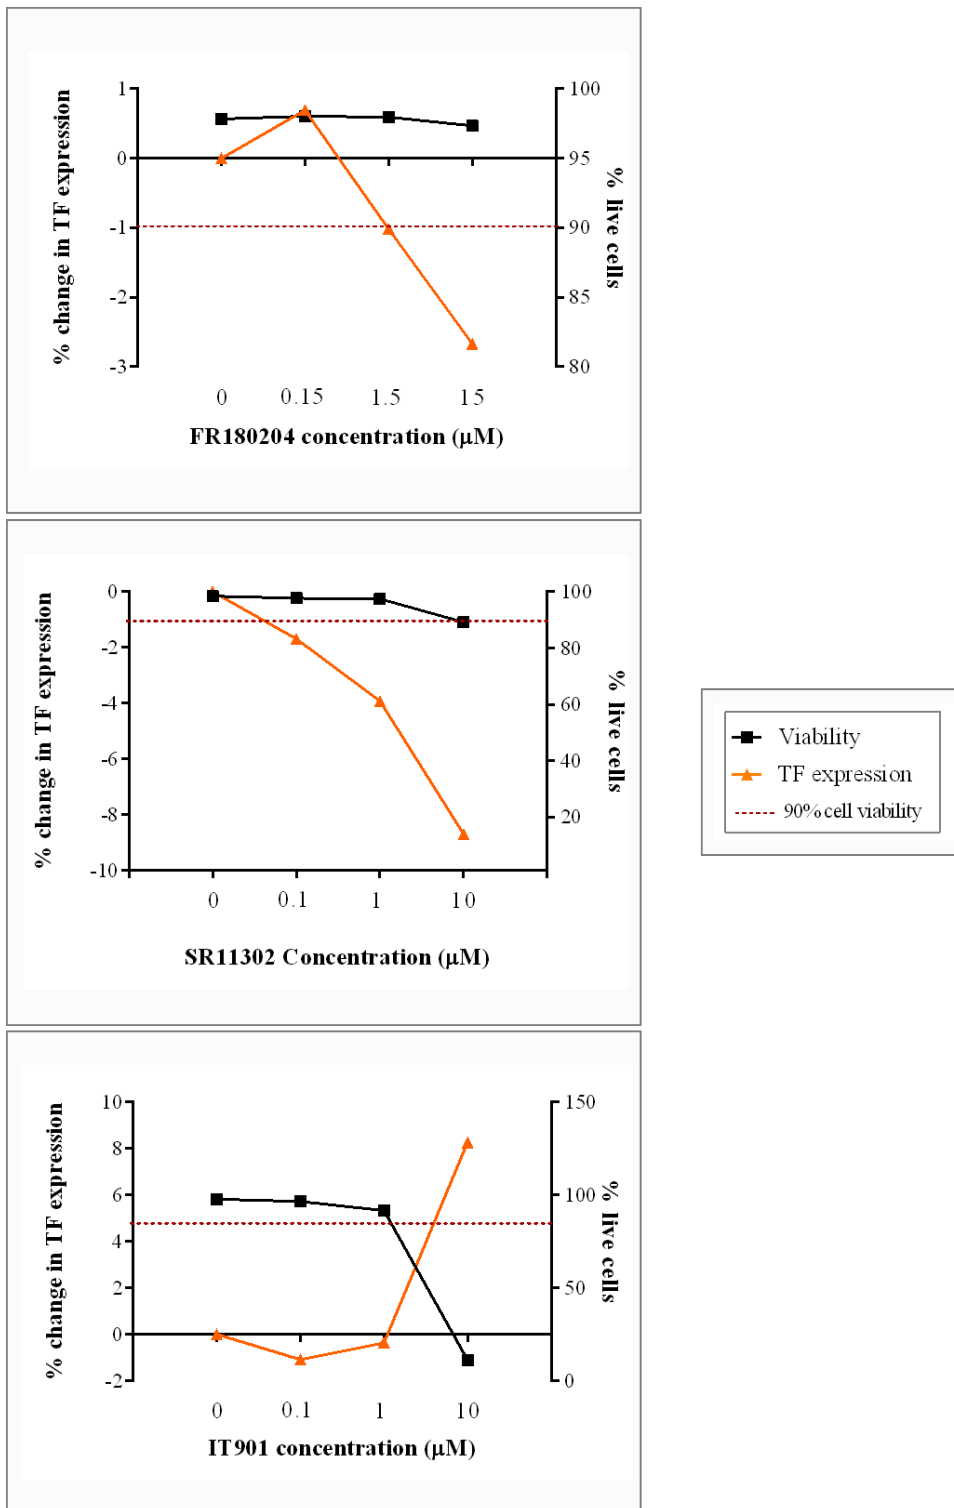 % change in TF expression
1
0
-1
-2
-3
100
95
90
85
80
% live cells
0 0.15 1.5 15
FR180204 concentration (μM)
% change in TF expression
0
-2
-4
-6
-8
-10
100
80
60
40
20
% live cells
0 0.1 1 10
SR11302 Concentration (μM)
Viability
TF expression
90% cell viability
% change in TF expression
10
8
6
4
2
0
-2
150
100
50
0
% live cells
0 0.1 1 10
IT901 concentration (μM)